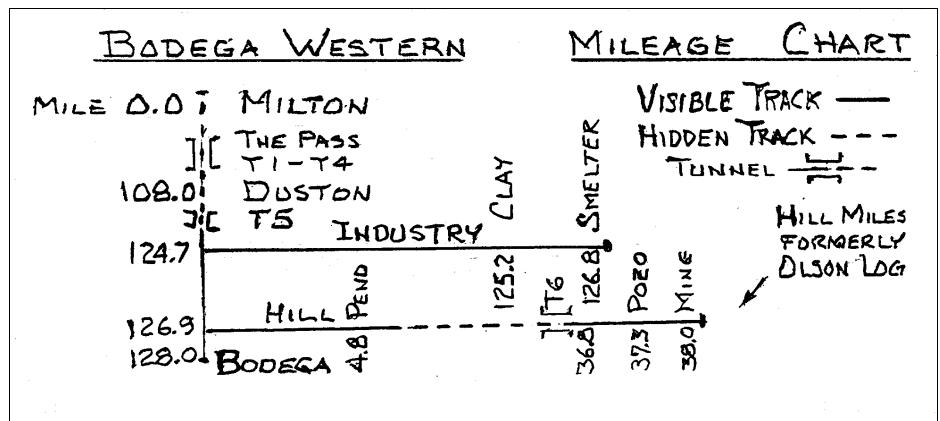 BODEGA WESTERN MILEAGE CHART
MILE 0.0 MILTON
VISIBLE TRACK
HIDDEN TRACK
TUNNEL
THE PASS
T1-T4
108.0 DUSTON
T5
INDUSTRY
CLAY
SMELTER
124.7
125.2
126.8
HILL MILES
FORMERLY
OLSON LOG
HILL
PEND
T6
POZO
MINE
126.9
4.8
36.8
37.3
38.0
128.0 BODEGA